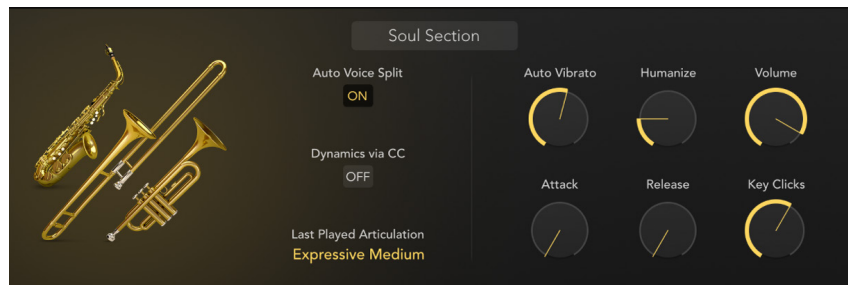 Soul Section
Auto Voice Split
ON
Dynamics via CC
OFF
Last Played Articulation
Expressive Medium
Auto Vibrato
Humanize
Volume
Attack
Release
Key Clicks